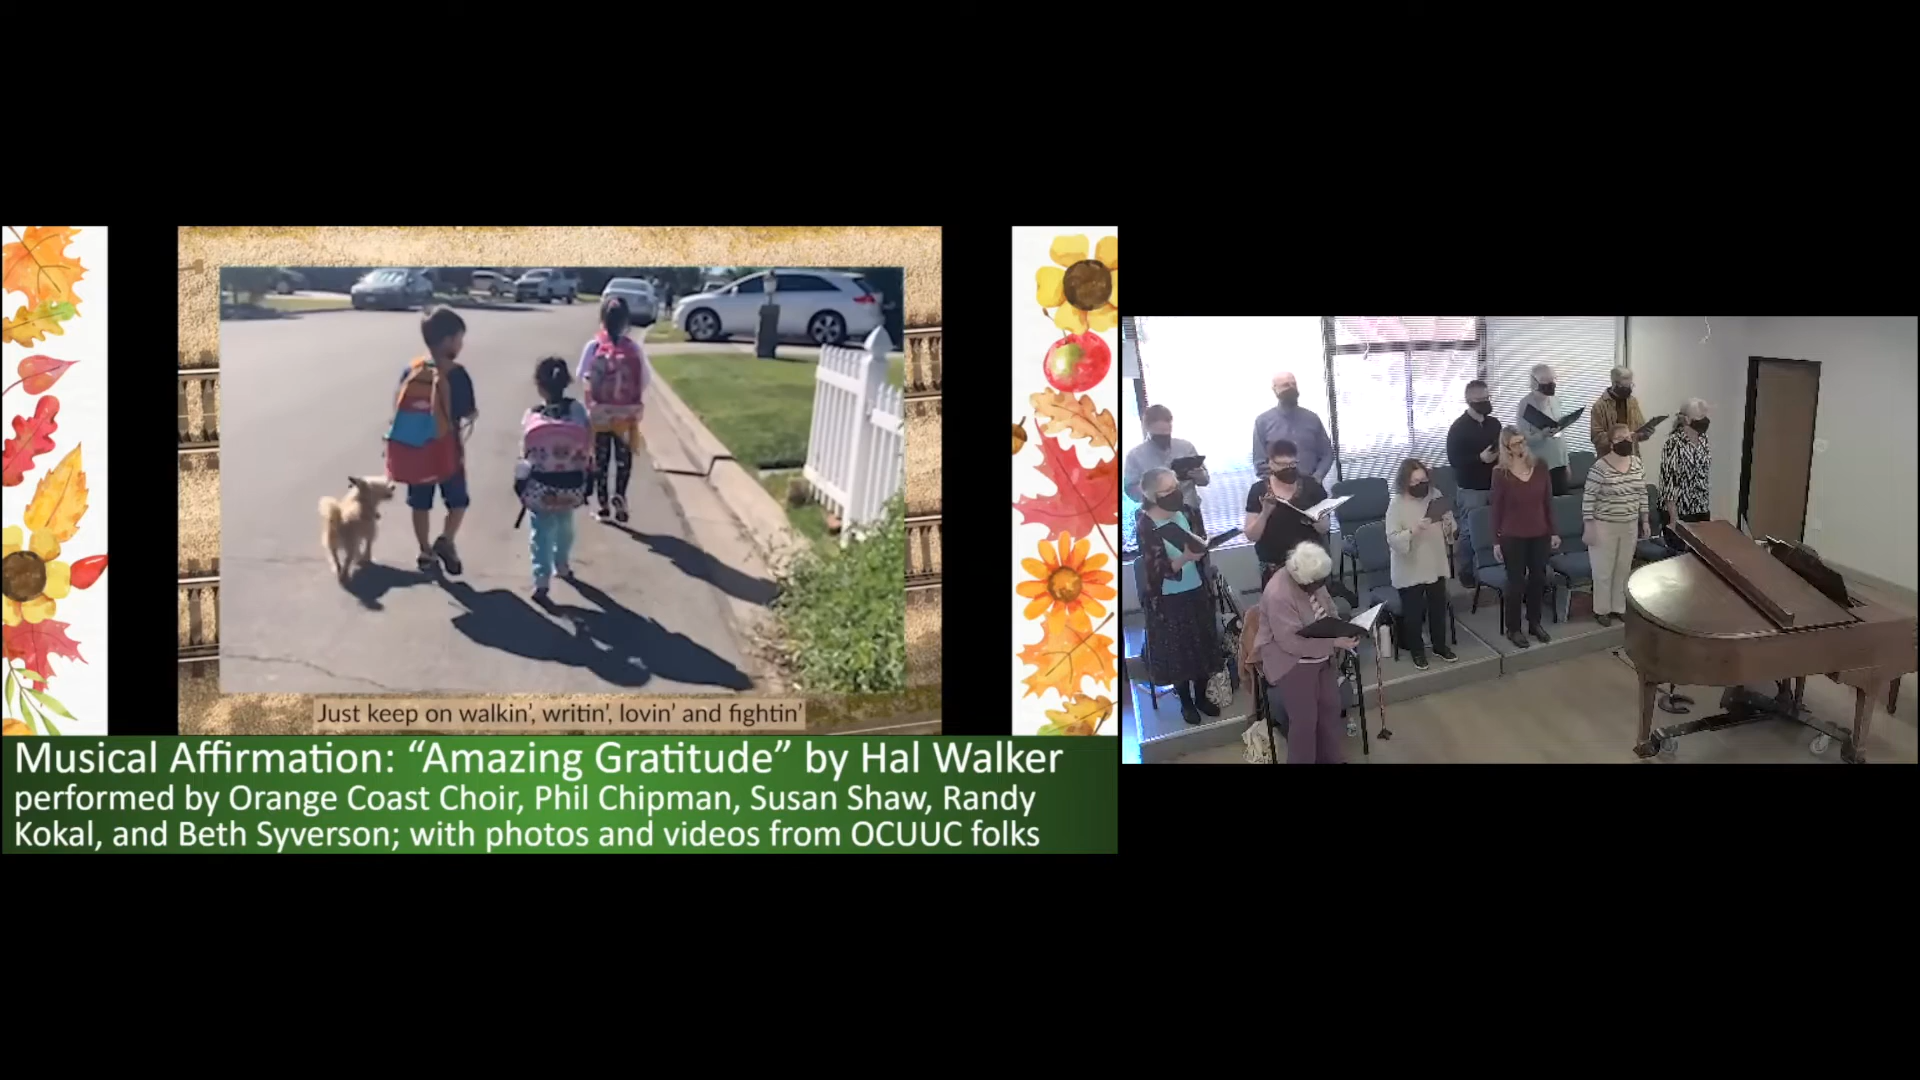 Just keep on walkin’, writin’, lovin’ and fightin’
Musical Affirmation: “Amazing Gratitude” by Hal Walker
performed by Orange Coast Choir, Phil Chipman, Susan Shaw, Randy
Kokal, and Beth Syverson; with photos and videos from OCUUC folks